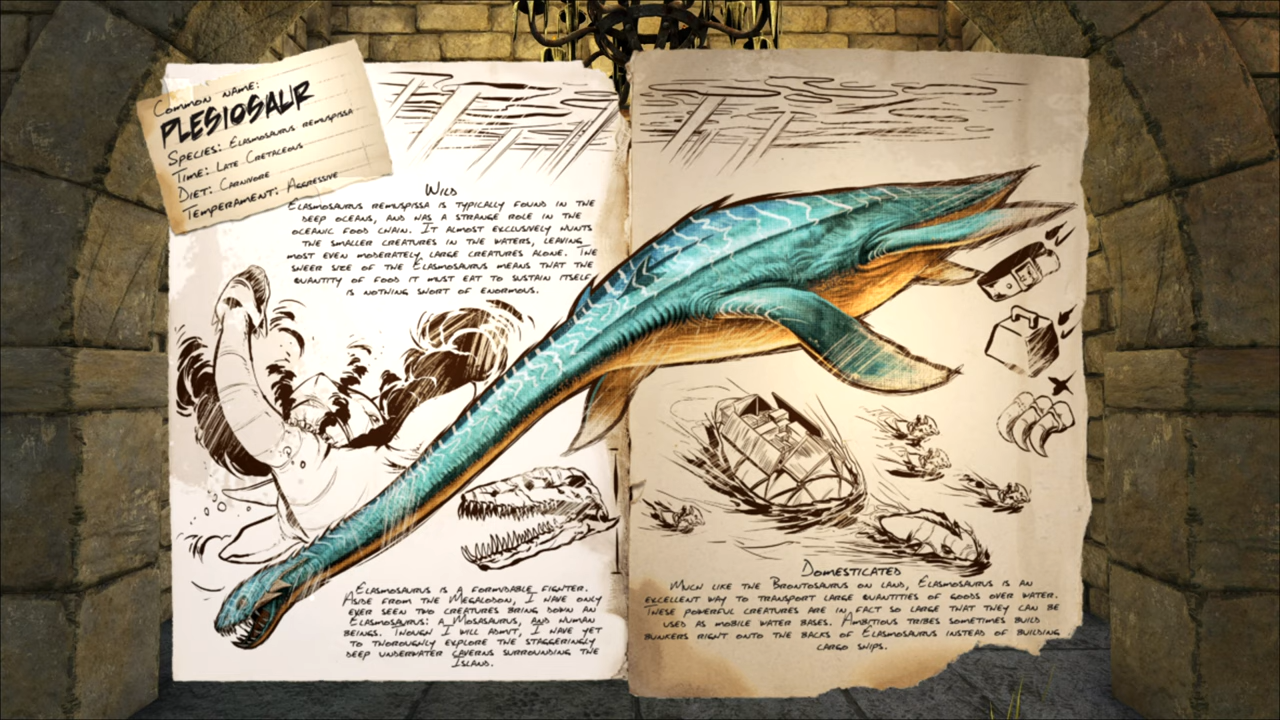 Common name:
Plesiosaur
Species: Elasmosaurus remuspissa
Time: Late Cretaceous
Diet: Carnivore
Temperament: Aggressive
Wild
Elasmosaurus remuspissa is typically found in the
deep oceans, and has a strange role in the
oceanic food chain. It almost exclusively hunts
the smaller creatures in the waters, leaving
most even moderately large creatures alone. The
sheer size of the Elasmosaurus means that the
quantity of food it must eat to sustain itself
is nothing short of enormous.
Elasmosaurus is a formidable fighter.
Aside from the Megalodon, I have only
ever seen two creatures bring down an
Elasmosaurus: a Mosasaurus, and human
beings. Though I will admit, I have yet
to thoroughly explore the staggeringly
deep underwater caverns surrounding the
Island.
Domesticated
Much like the Brontosaurus on land, Elasmosaurus is an
excellent way to transport large quantities of goods over water.
These powerful creatures are in fact so large that they can be
used as mobile water bases. Ambitious tribes sometimes build
bunkers right onto the backs of Elasmosaurus instead of building
cargo ships.